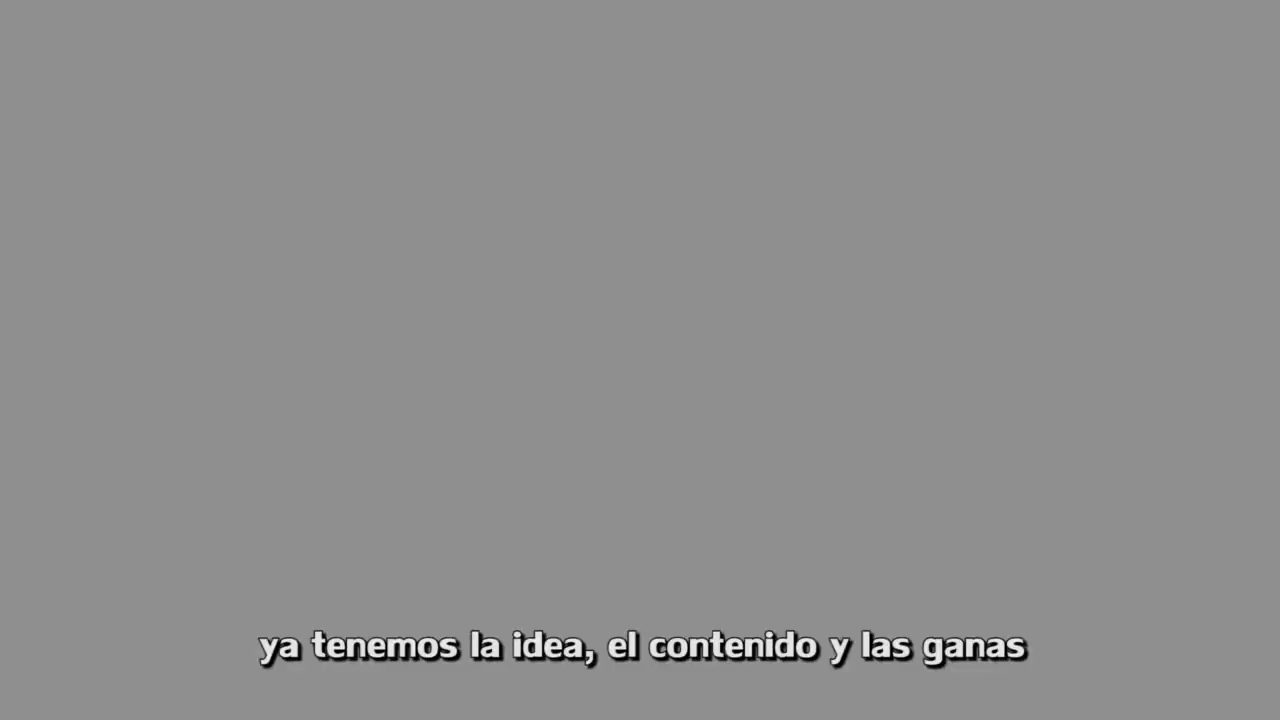 ya tenemos la idea, el contenido y las ganas